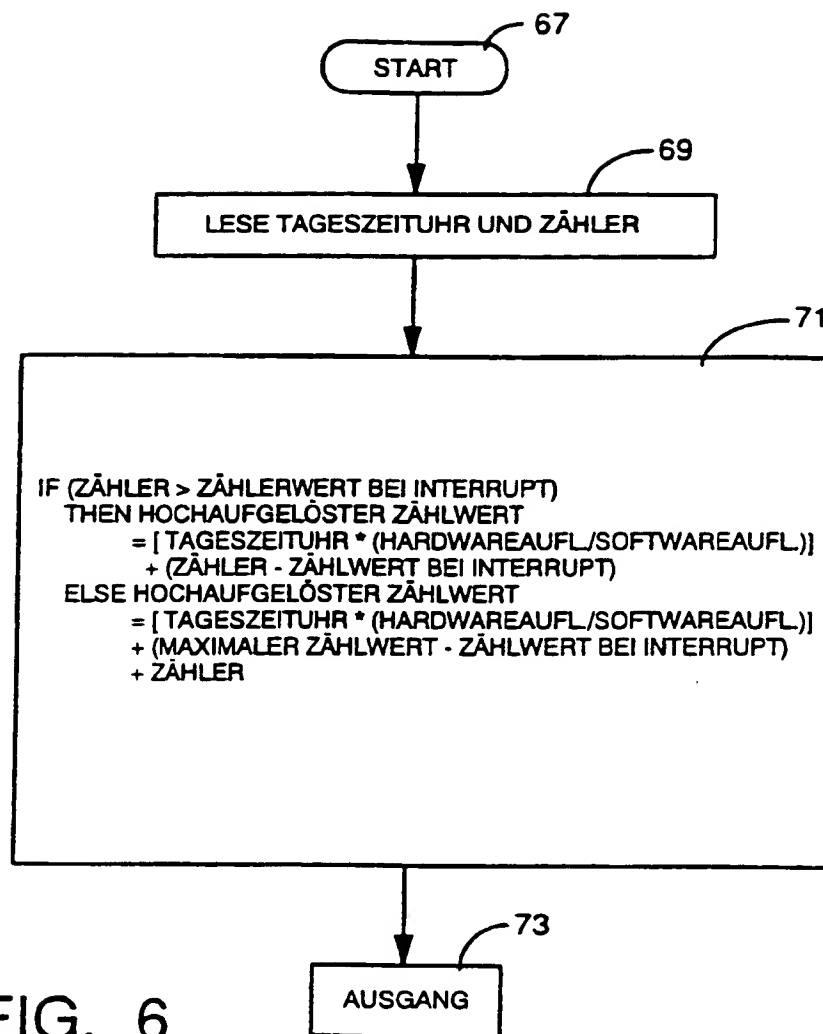 67
START
69
LESE TAGESZEITUHR UND ZÄHLER
71
IF (ZÄHLER > ZÄHLERWERT BEI INTERRUPT)
THEN HOCHAUFGELÖSTER ZÄHLWERT
= [ TAGESZEITUHR * (HARDWAREAUFL./SOFTWAREAUFL.)]
+ (ZÄHLER - ZÄHLWERT BEI INTERRUPT)
ELSE HOCHAUFGELÖSTER ZÄHLWERT
= [ TAGESZEITUHR * (HARDWAREAUFL./SOFTWAREAUFL.)]
+ (MAXIMALER ZÄHLWERT - ZÄHLWERT BEI INTERRUPT)
+ ZÄHLER
73
AUSGANG
FIG. 6